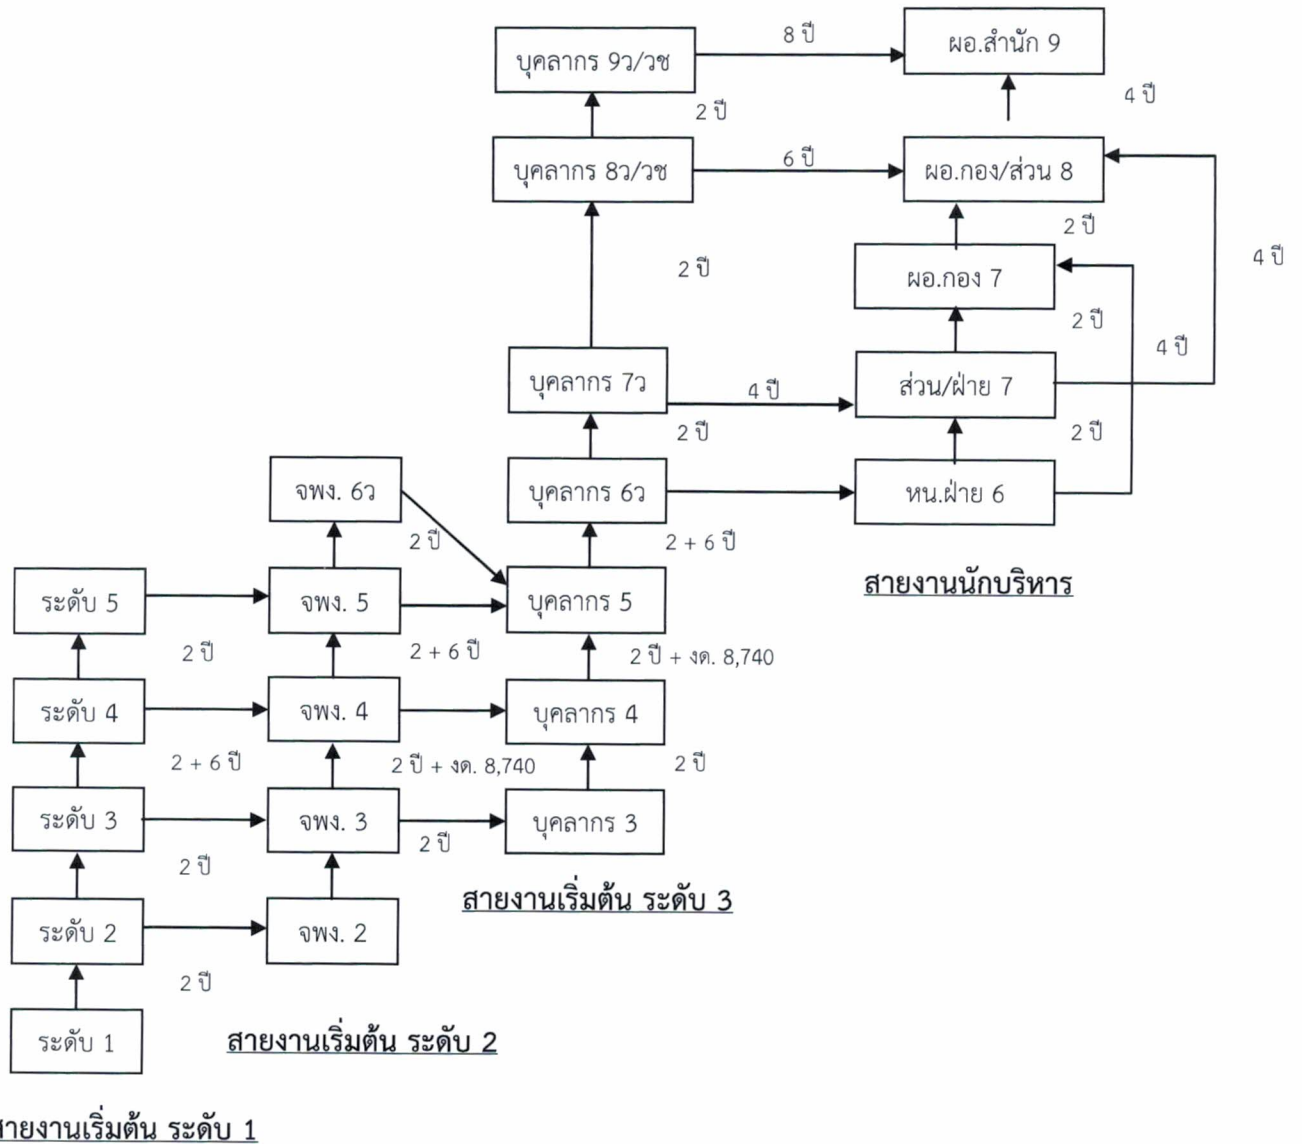 8 ปี
ผอ.สำนัก 9
บุคลากร 9ว/วช
4 ปี
2 ปี
บุคลากร 8ว/วช
6 ปี
ผอ.กอง/ส่วน 8
2 ปี
4 ปี
2 ปี
ผอ.กอง 7
2 ปี
4 ปี
บุคลากร 7ว
4 ปี
ส่วน/ฝ่าย 7
2 ปี
2 ปี
จพง. 6ว
บุคลากร 6ว
หน.ฝ่าย 6
2 ปี
2 + 6 ปี
สายงานนักบริหาร
ระดับ 5
จพง. 5
บุคลากร 5
2 ปี
2 + 6 ปี
2 ปี + งด. 8,740
ระดับ 4
จพง. 4
บุคลากร 4
2 + 6 ปี
2 ปี + งด. 8,740
2 ปี
ระดับ 3
จพง. 3
บุคลากร 3
2 ปี
2 ปี
สายงานเริ่มต้น ระดับ 3
ระดับ 2
จพง. 2
2 ปี
ระดับ 1
สายงานเริ่มต้น ระดับ 2
สายงานเริ่มต้น ระดับ 1